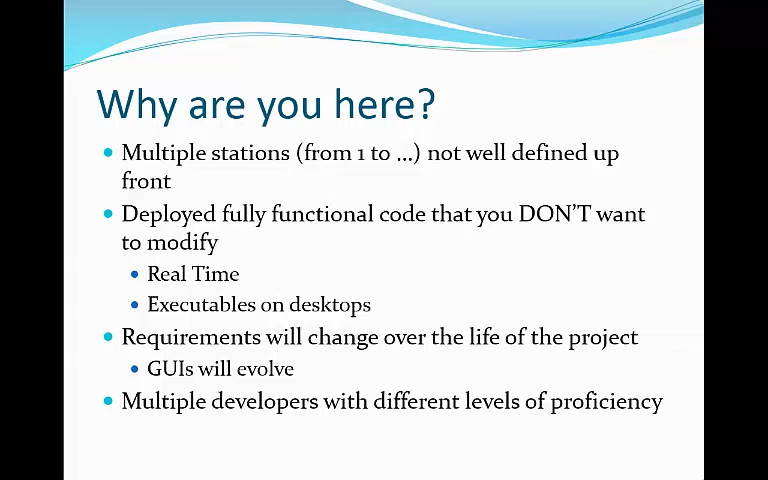 Why are you here?
Multiple stations (from 1 to ...) not well defined up
front
Deployed fully functional code that you DON'T want
to modify
Real Time
Executables on desktops
Requirements will change over the life of the project
GUIs will evolve
Multiple developers with different levels of proficiency